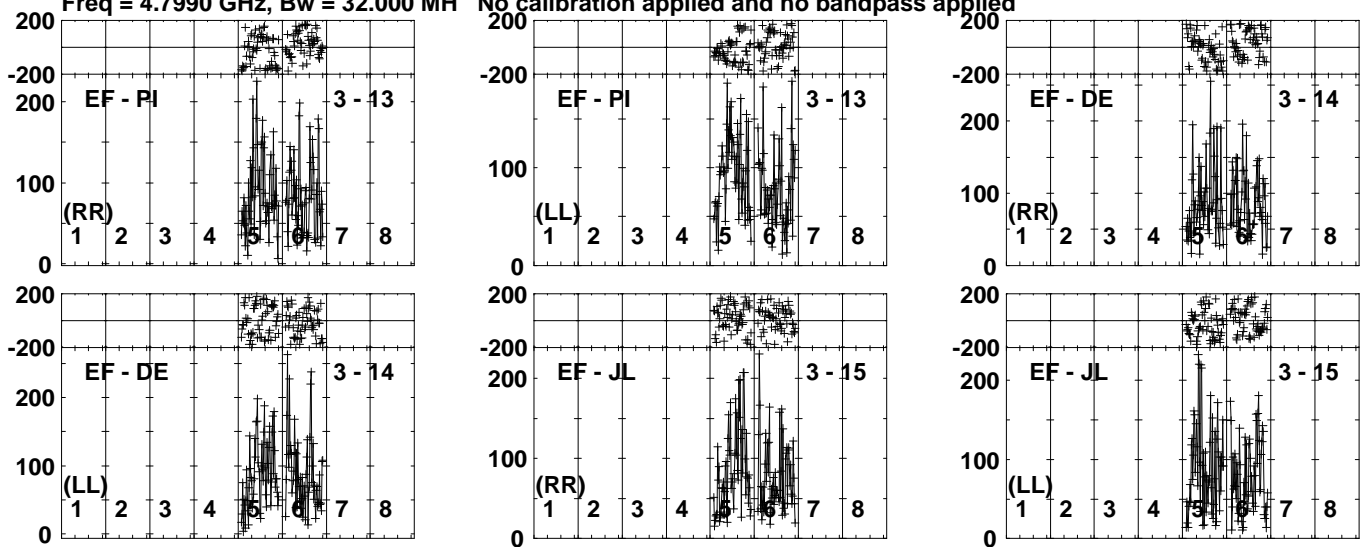 Freq = 4.7990 GHz, Bw = 32.000 MH No calibration applied and no bandpass applied
200
-200
200
100
0
EF - PI 3 - 13
(RR)
1 2 3 4 5 6 7 8
200
-200
100
0
EF - PI 3 - 13
(LL)
1 2 3 4 5 6 7 8
200
-200
200
100
0
EF - DE 3 - 14
(RR)
1 2 3 4 5 6 7 8
200
-200
200
100
0
EF - DE 3 - 14
(LL)
1 2 3 4 5 6 7 8
200
-200
200
100
0
EF - JL 3 - 15
(RR)
1 2 3 4 5 6 7 8
200
-200
200
100
0
EF - JL 3 - 15
(LL)
1 2 3 4 5 6 7 8